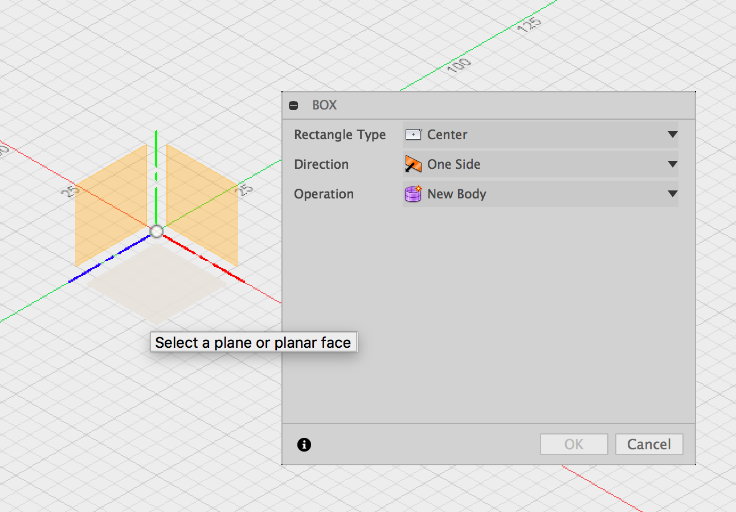 125
100
BOX
Rectangle Type Center
25
Direction One Side
25
Operation New Body
Select a plane or planar face
OK Cancel